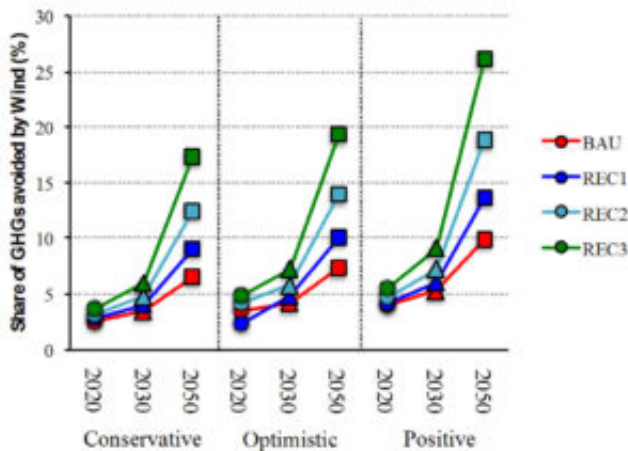 Share of GHGs avoided by Wind (%)
30
25
20
15
10
5
0
2020
2030
2050
2020
2030
2050
2020
2030
2050
Conservative
Optimistic
Positive
BAU
REC1
REC2
REC3